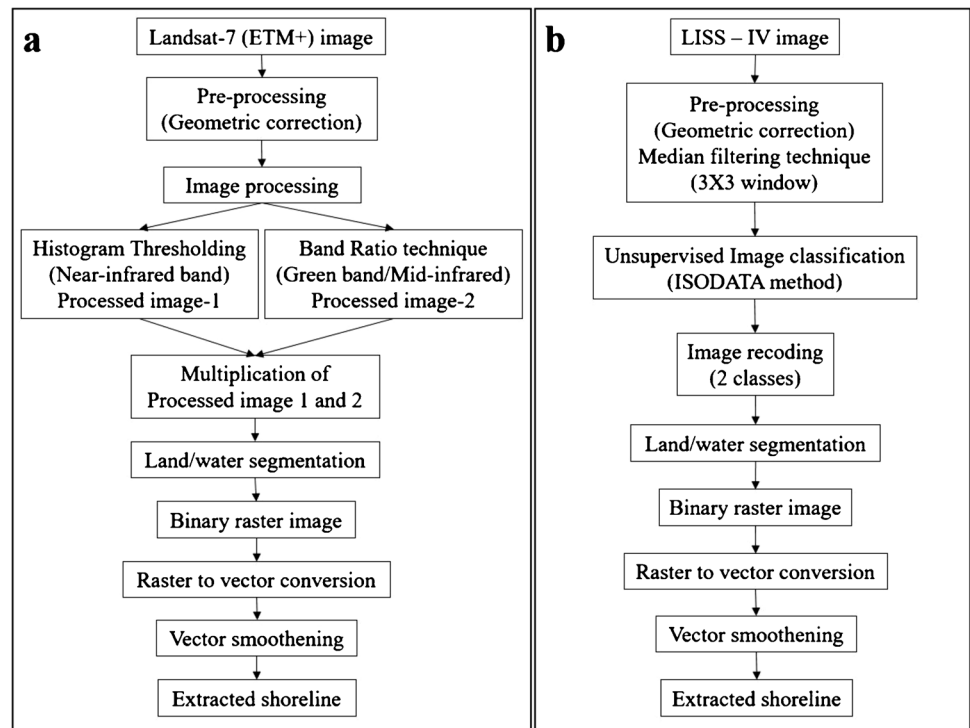 a
Landsat-7 (ETM+) image
Pre-processing
(Geometric correction)
Image processing
Histogram Thresholding
(Near-infrared band)
Processed image-1
Band Ratio technique
(Green band/Mid-infrared)
Processed image-2
Multiplication of
Processed image 1 and 2
Land/water segmentation
Binary raster image
Raster to vector conversion
Vector smoothening
Extracted shoreline
b
LISS – IV image
Pre-processing
(Geometric correction)
Median filtering technique
(3X3 window)
Unsupervised Image classification
(ISODATA method)
Image recoding
(2 classes)
Land/water segmentation
Binary raster image
Raster to vector conversion
Vector smoothening
Extracted shoreline